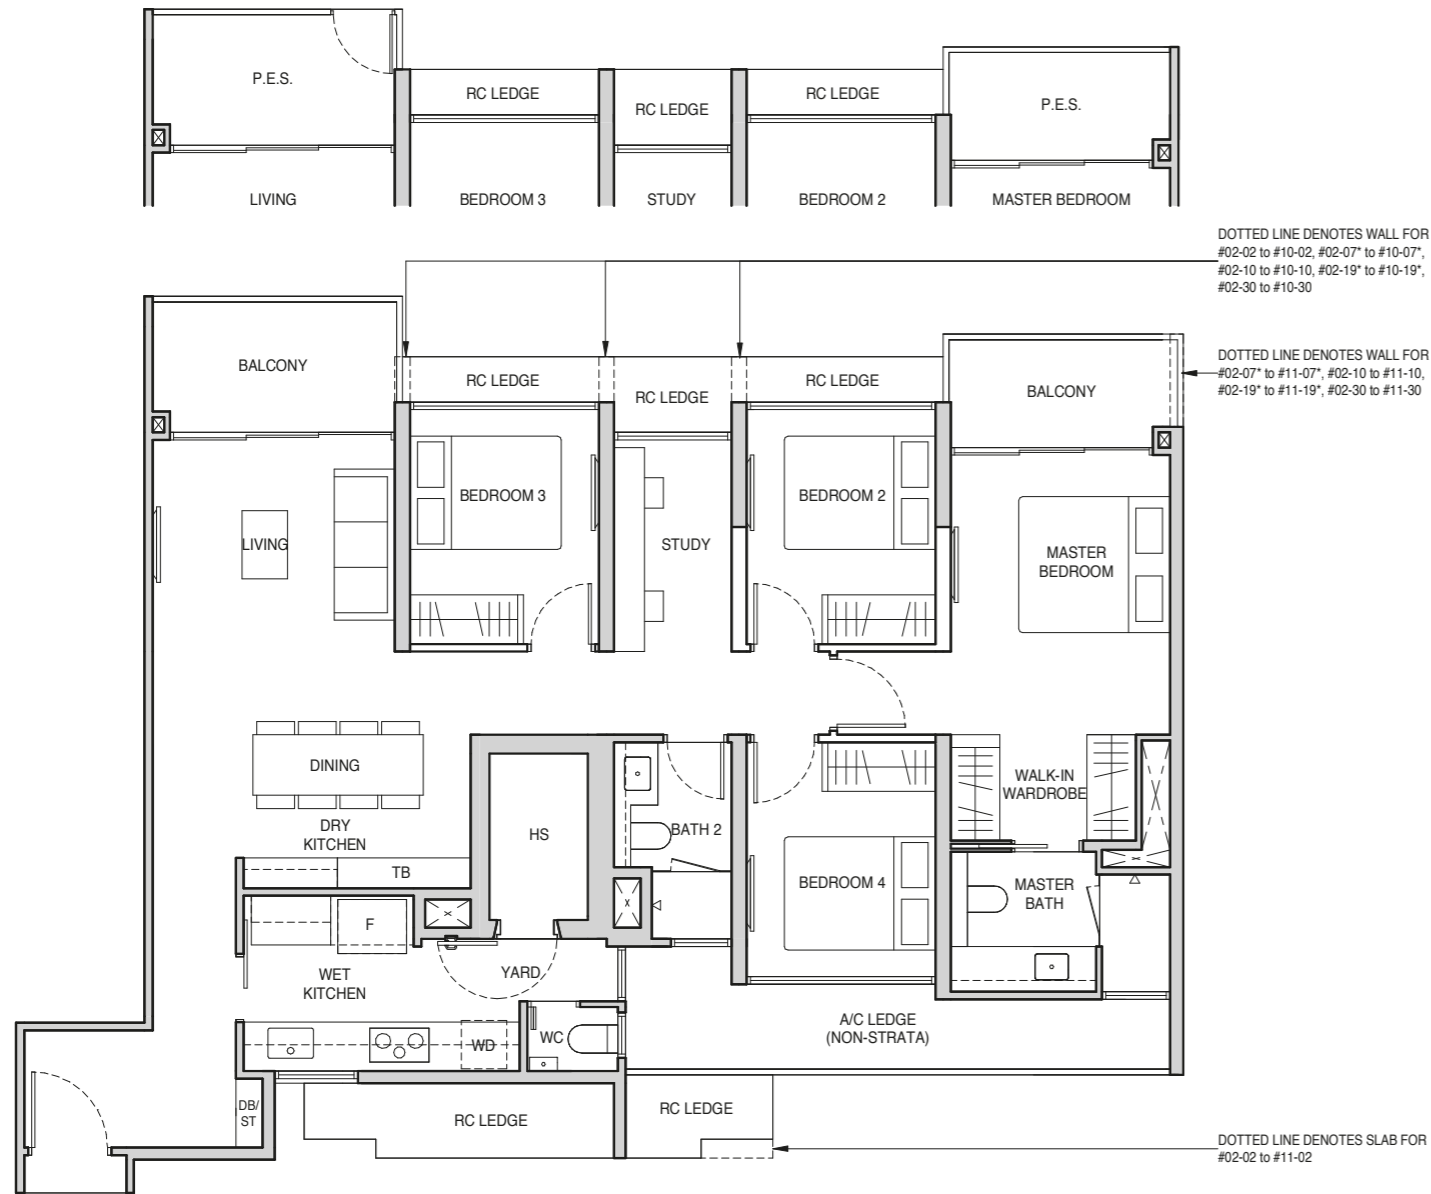 P.E.S.
RC LEDGE
RC LEDGE
RC LEDGE
P.E.S.
LIVING
BEDROOM 3
STUDY
BEDROOM 2
MASTER BEDROOM
DOTTED LINE DENOTES WALL FOR
#02-02 to #10-02, #02-07* to #10-07*,
#02-10 to #10-10, #02-19* to #10-19*,
#02-30 to #10-30
BALCONY
RC LEDGE
RC LEDGE
RC LEDGE
BALCONY
DOTTED LINE DENOTES WALL FOR
#02-07* to #11-07*, #02-10 to #11-10,
#02-19* to #11-19*, #02-30 to #11-30
LIVING
BEDROOM 3
STUDY
BEDROOM 2
MASTER
BEDROOM
DINING
DRY
KITCHEN
TB
HS
BATH 2
WALK-IN
WARDROBE
BEDROOM 4
MASTER
BATH
F
WET
KITCHEN
YARD
WD
WC
A/C LEDGE
(NON-STRATA)
DB/
ST
RC LEDGE
RC LEDGE
DOTTED LINE DENOTES SLAB FOR
#02-02 to #11-02